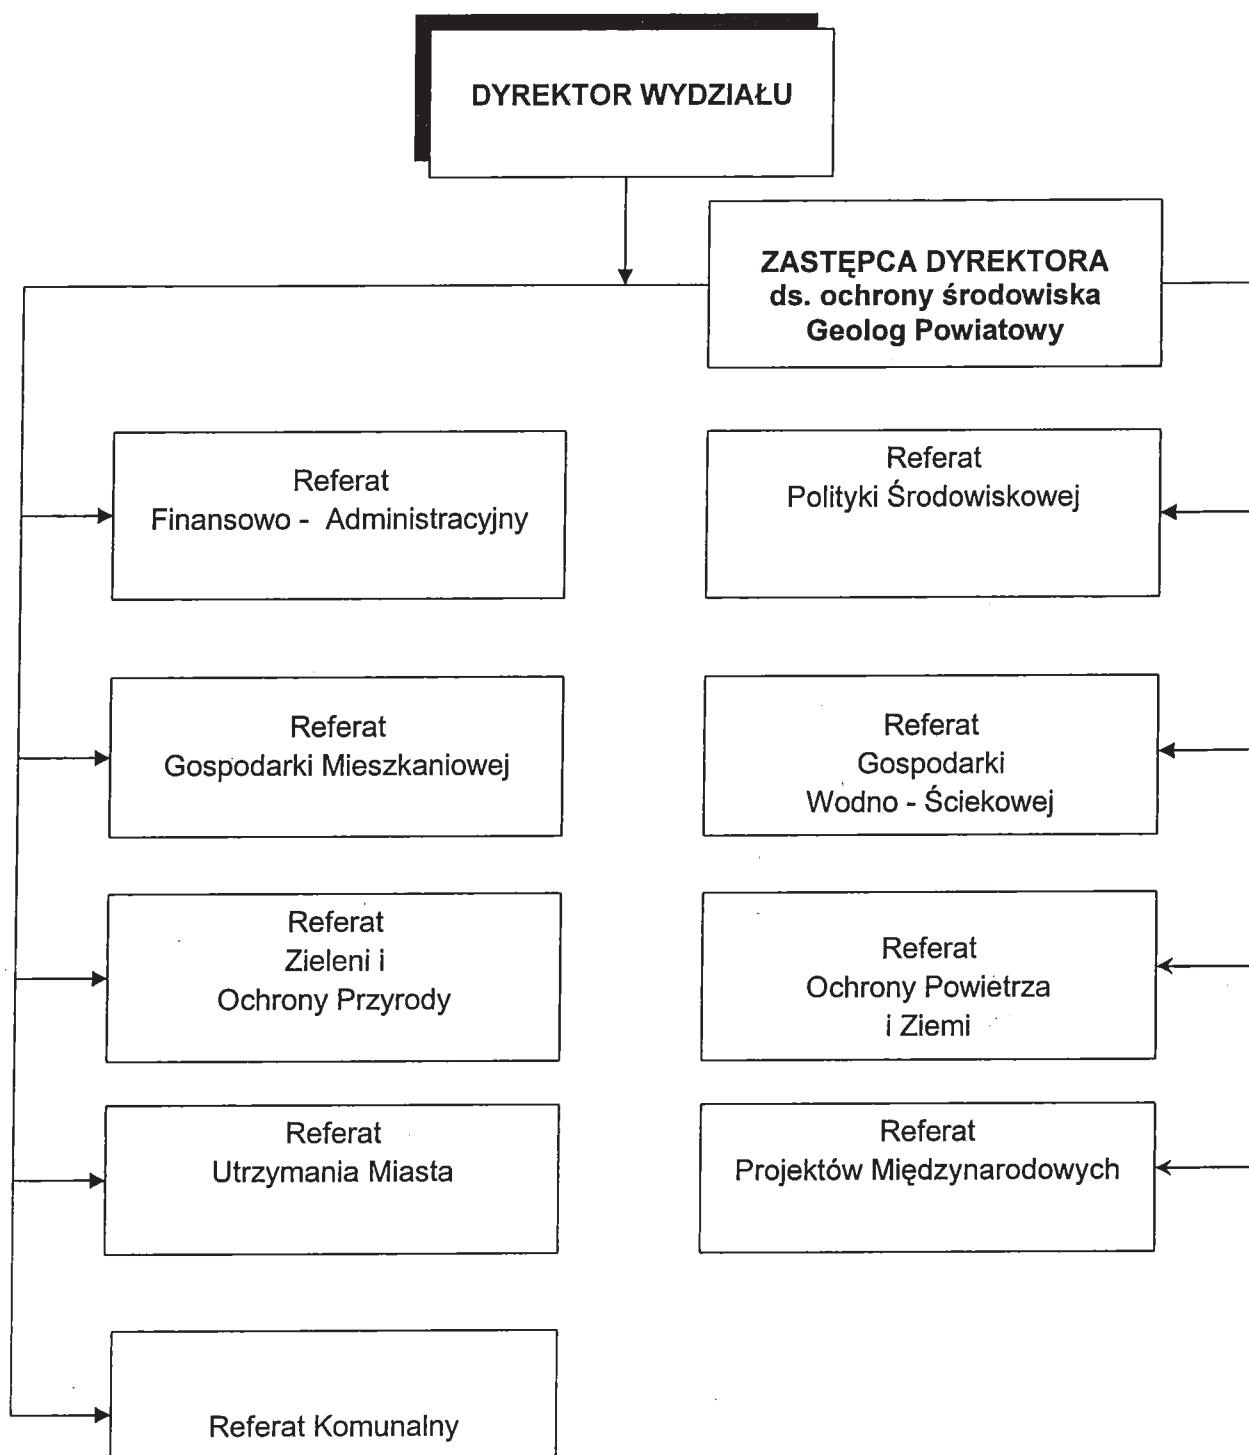 DYREKTOR WYDZIAŁU
ZASTĘPCA DYREKTORA
ds. ochrony środowiska
Geolog Powiatowy
Referat
Finansowo - Administracyjny
Referat
Polityki Środowiskowej
Referat
Gospodarki Mieszkaniowej
Referat
Gospodarki
Wodno - Ściekowej
Referat
Zieleni i
Ochrony Przyrody
Referat
Ochrony Powietrza
i Ziemi
Referat
Utrzymania Miasta
Referat
Projektów Międzynarodowych
Referat Komunalny